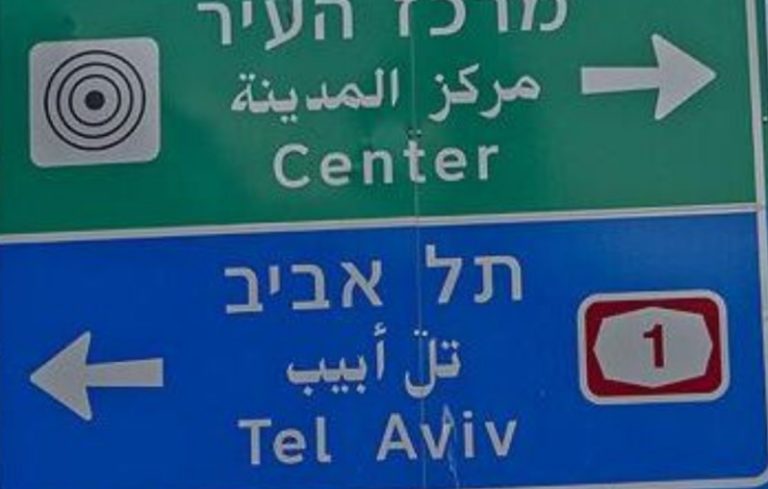 מרכז העיר
مركز المدينة
Center
תל אביב
تلّ أبيب
1
Tel Aviv